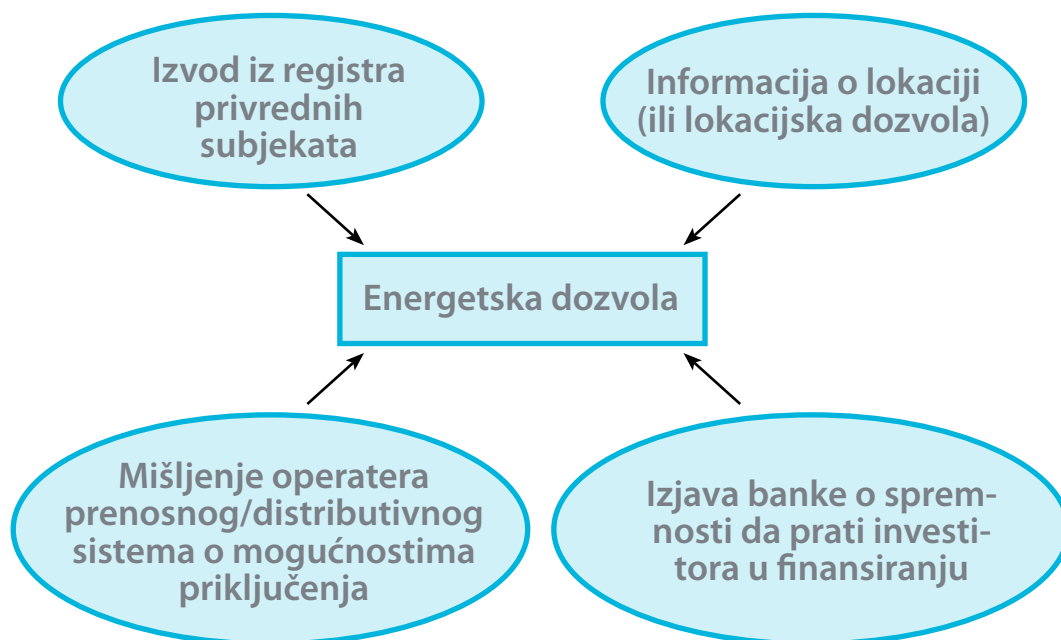 Izvod iz registra
privrednih
subjekata
Informacija o lokaciji
(ili lokacijska dozvola)
Energetska dozvola
Mišljenje operatera
prenosnog/distributivnog
sistema o mogućnostima
priključenja
Izjava banke o sprem-
nosti da prati investi-
tora u finansiranju